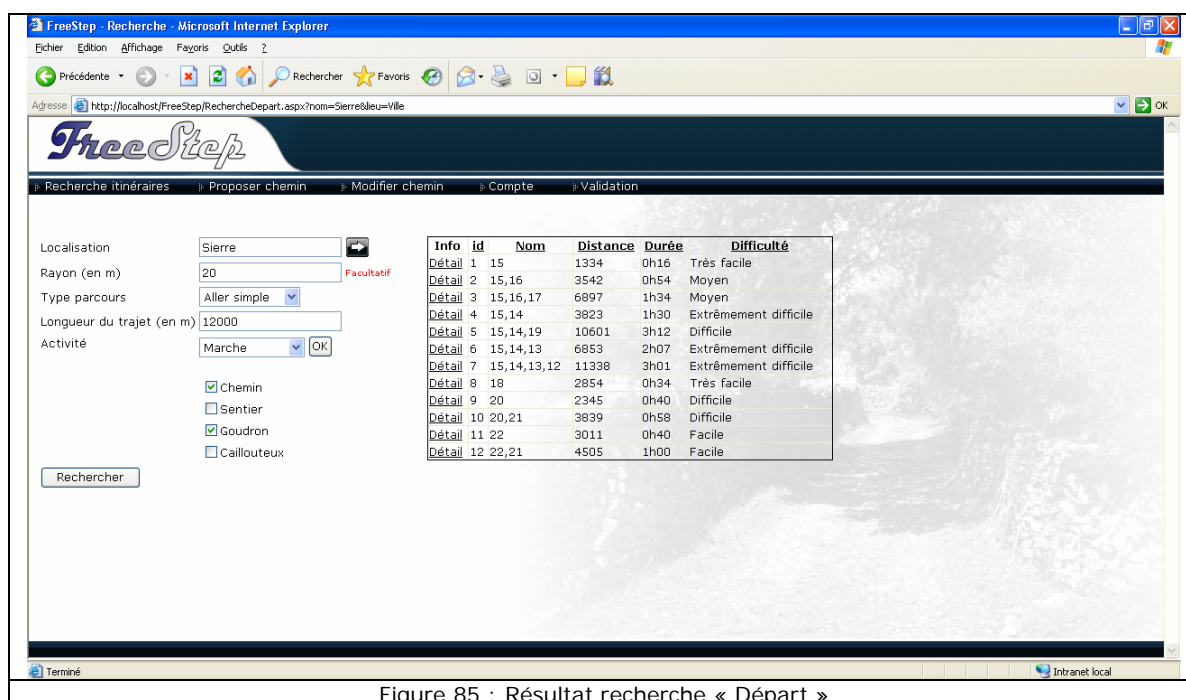 FreeStep - Recherche - Microsoft Internet Explorer
Fichier Edition Affichage Favoris Outils ?
Précédente Rechercher Favoris
Adresse http://localhost/FreeStep/RechercheDepart.aspx?nom=Sierre&lieu=Ville OK
FreeStep
Recherche itinéraires Proposer chemin Modifier chemin Compte Validation
Localisation Sierre
Rayon (en m) 20 Facultatif
Type parcours Aller simple
Longueur du trajet (en m) 12000
Activité Marche OK
Chemin
Sentier
Goudron
Caillouteux
Rechercher
Info id Nom Distance Durée Difficulté
Détail 1 15 1334 0h16 Très facile
Détail 2 15,16 3542 0h54 Moyen
Détail 3 15,16,17 6897 1h34 Moyen
Détail 4 15,14 3823 1h30 Extrêmement difficile
Détail 5 15,14,19 10601 3h12 Difficile
Détail 6 15,14,13 6853 2h07 Extrêmement difficile
Détail 7 15,14,13,12 11338 3h01 Extrêmement difficile
Détail 8 18 2854 0h34 Très facile
Détail 9 20 2345 0h40 Difficile
Détail 10 20,21 3839 0h58 Difficile
Détail 11 22 3011 0h40 Facile
Détail 12 22,21 4505 1h00 Facile
Terminé Intranet local
Figure 85 : Résultat recherche « Départ »